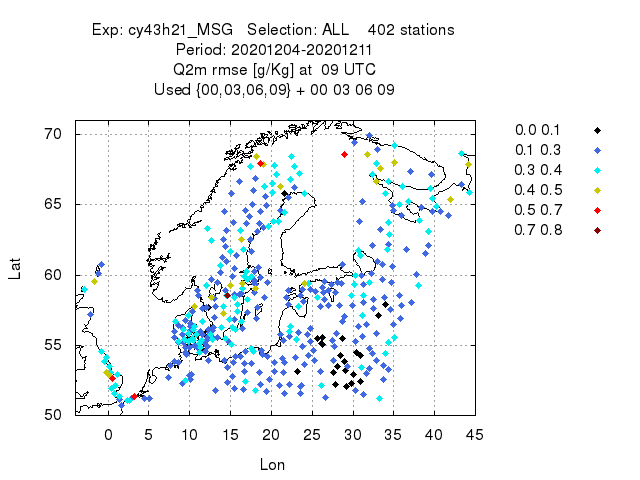 Exp: cy43h21_MSG Selection: ALL 402 stations
Period: 20201204-20201211
Q2m rmse [g/Kg] at 09 UTC
Used {00,03,06,09} + 00 03 06 09
70
65
60
55
50
Lat
0 5 10 15 20 25 30 35 40 45
Lon
0.0 0.1
0.1 0.3
0.3 0.4
0.4 0.5
0.5 0.7
0.7 0.8